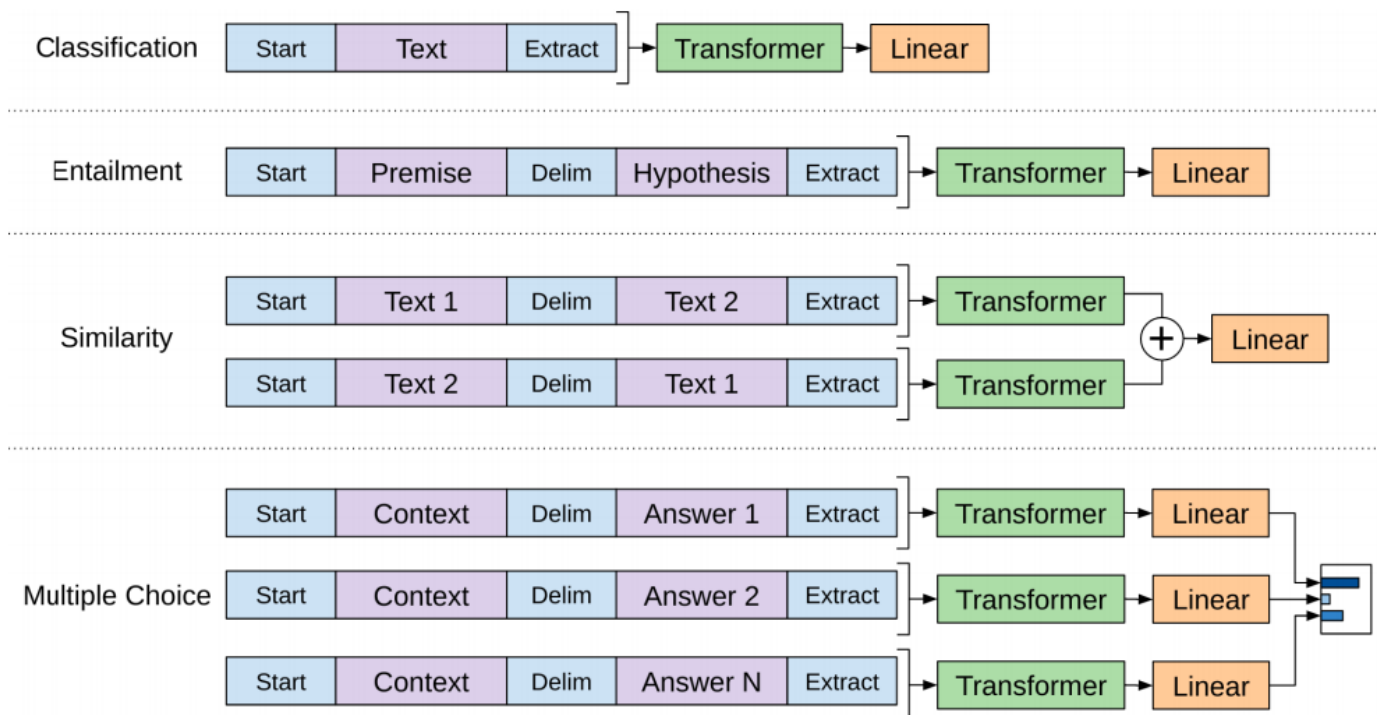 Classification Start Text Extract Transformer Linear
Entailment Start Premise Delim Hypothesis Extract Transformer Linear
Similarity
Start Text 1 Delim Text 2 Extract Transformer
+ Linear
Start Text 2 Delim Text 1 Extract Transformer
Start Context Delim Answer 1 Extract Transformer Linear
Multiple Choice Start Context Delim Answer 2 Extract Transformer Linear
Start Context Delim Answer N Extract Transformer Linear